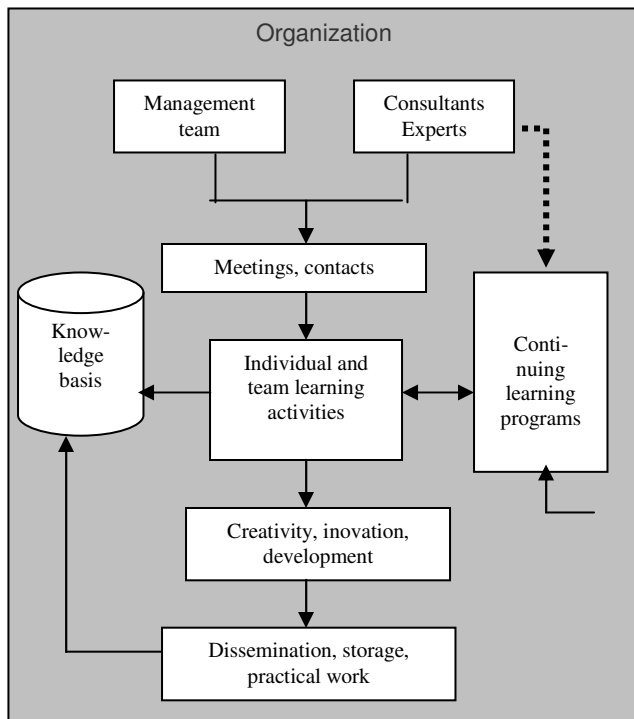 Organization
Management
team
Consultants
Experts
Meetings, contacts
Know-
ledge
basis
Individual and
team learning
activities
Conti-
nuing
learning
programs
Creativity, inovation,
development
Dissemination, storage,
practical work